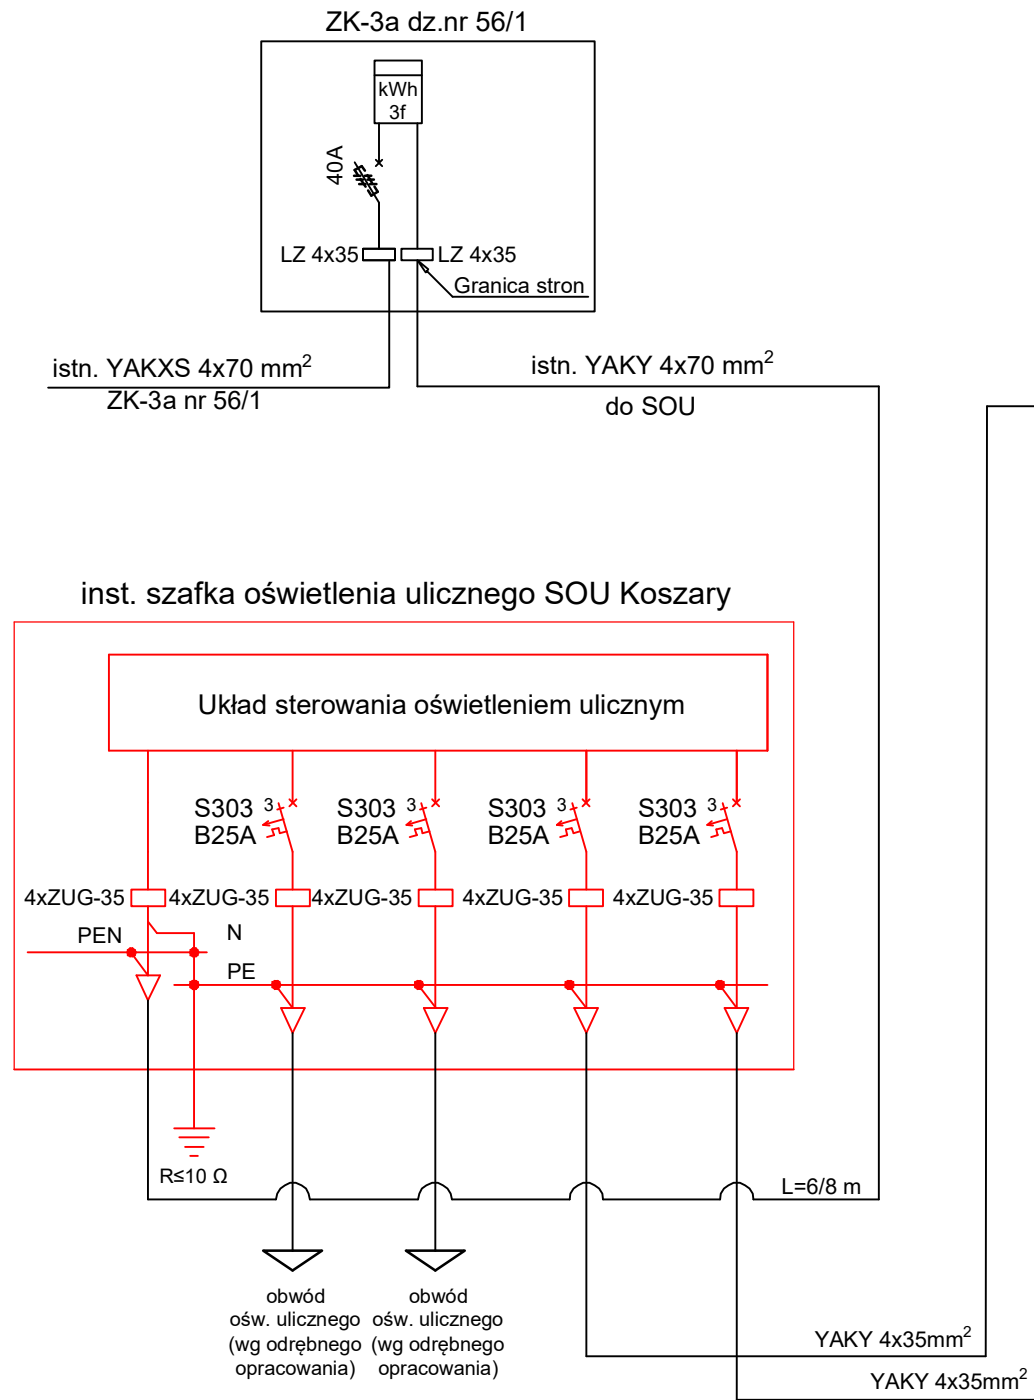 ZK-3a dz.nr 56/1
kWh
3f
40A
LZ 4x35
LZ 4x35
Granica stron
istn. YAKXS 4x70 mm²
ZK-3a nr 56/1
istn. YAKY 4x70 mm²
do SOU
inst. szafka oświetlenia ulicznego SOU Koszary
Układ sterowania oświetleniem ulicznym
S303 3
B25A
S303 3
B25A
S303 3
B25A
S303 3
B25A
4xZUG-35
4xZUG-35
4xZUG-35
4xZUG-35
4xZUG-35
PEN
N
PE
R≤10 Ω
L=6/8 m
obwód
ośw. ulicznego
(wg odrębnego
opracowania)
obwód
ośw. ulicznego
(wg odrębnego
opracowania)
YAKY 4x35mm²
YAKY 4x35mm²